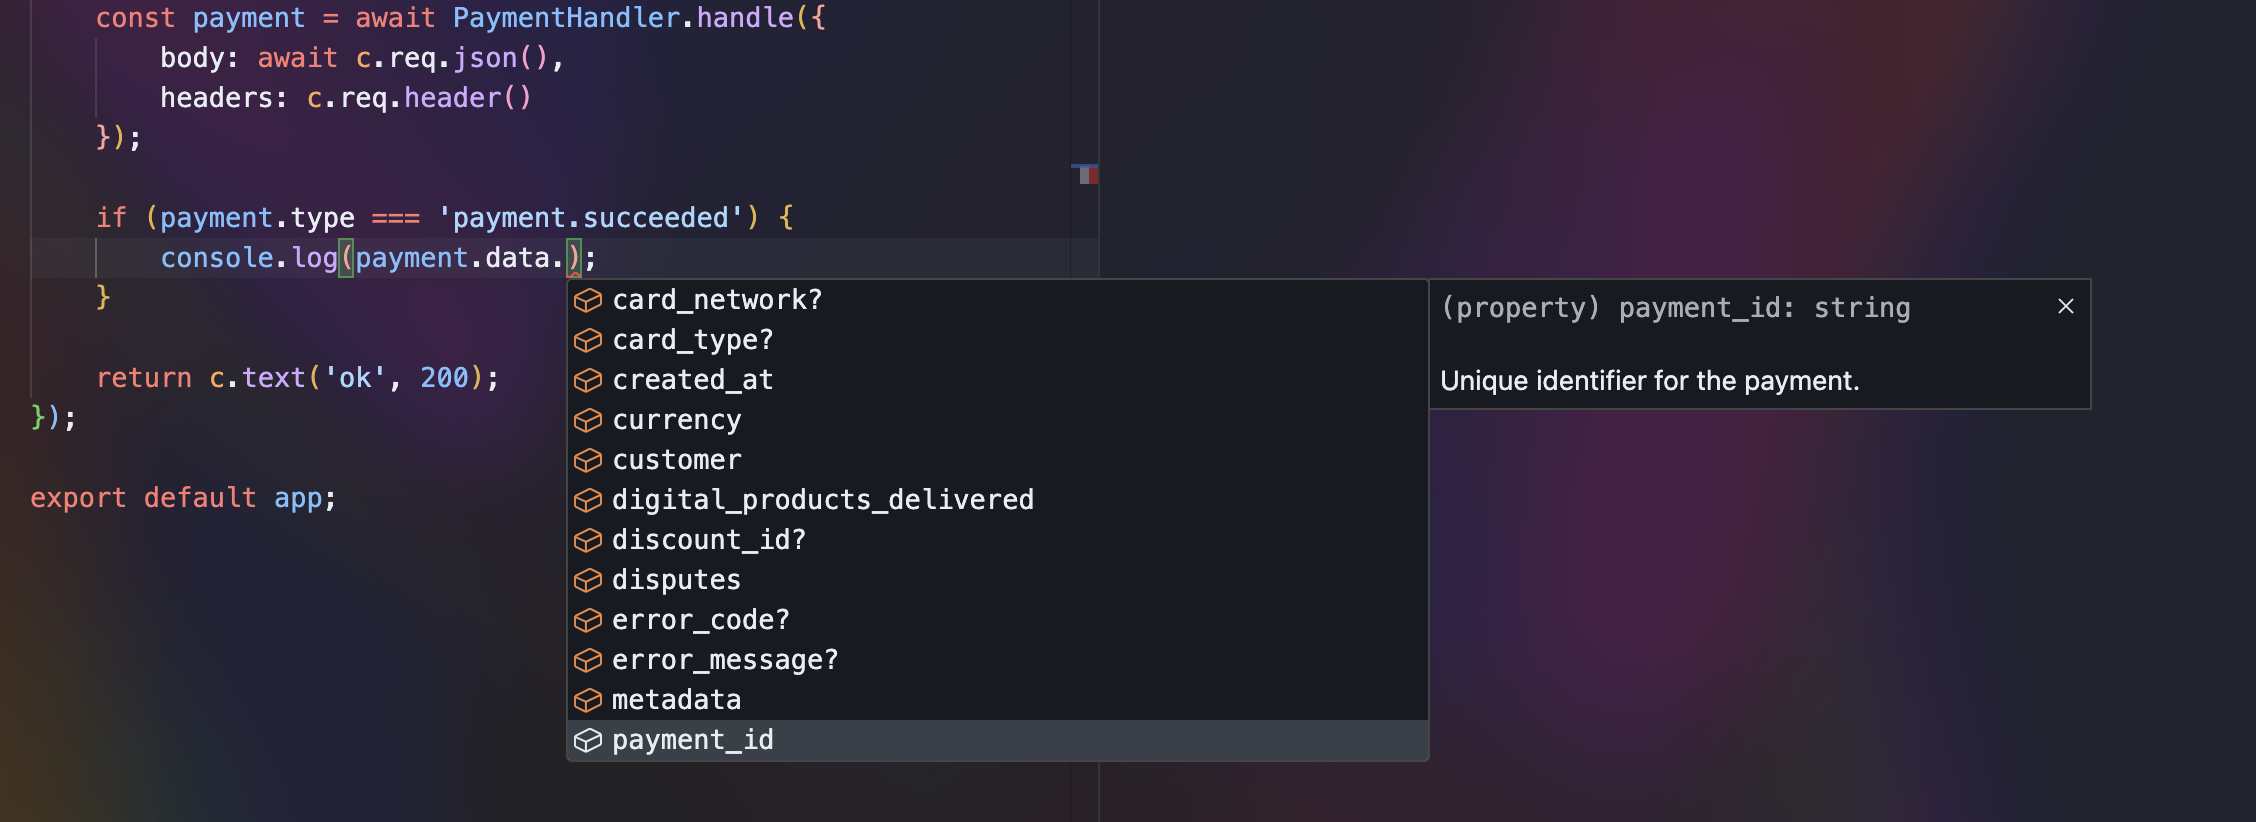 const payment = await PaymentHandler.handle({
body: await c.req.json(),
headers: c.req.header()
});
if (payment.type === 'payment.succeeded') {
console.log(payment.data.);
}
return c.text('ok', 200);
});
export default app;
card_network?
card_type?
created_at
currency
customer
digital_products_delivered
discount_id?
disputes
error_code?
error_message?
metadata
payment_id
(property) payment_id: string
Unique identifier for the payment.